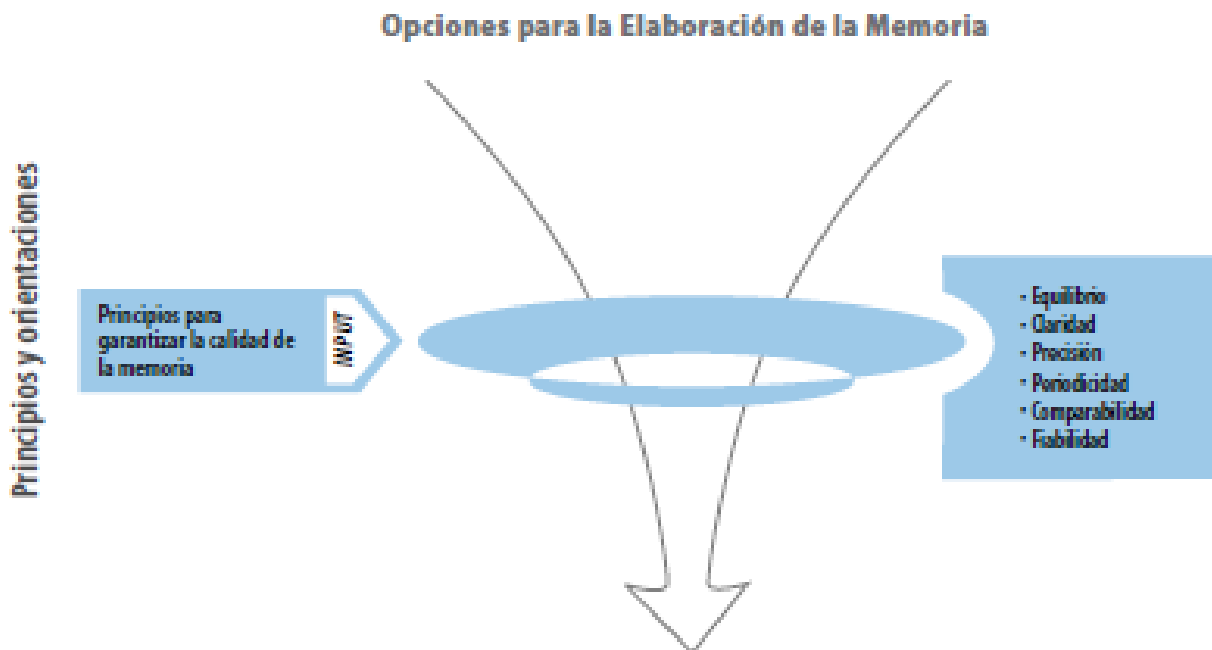 Opciones para la Elaboración de la Memoria
Principios y orientaciones
Principios para
garantizar la calidad de
la memoria
INPUT
• Equilibrio
• Claridad
• Precisión
• Periodicidad
• Comparabilidad
• Fiabilidad